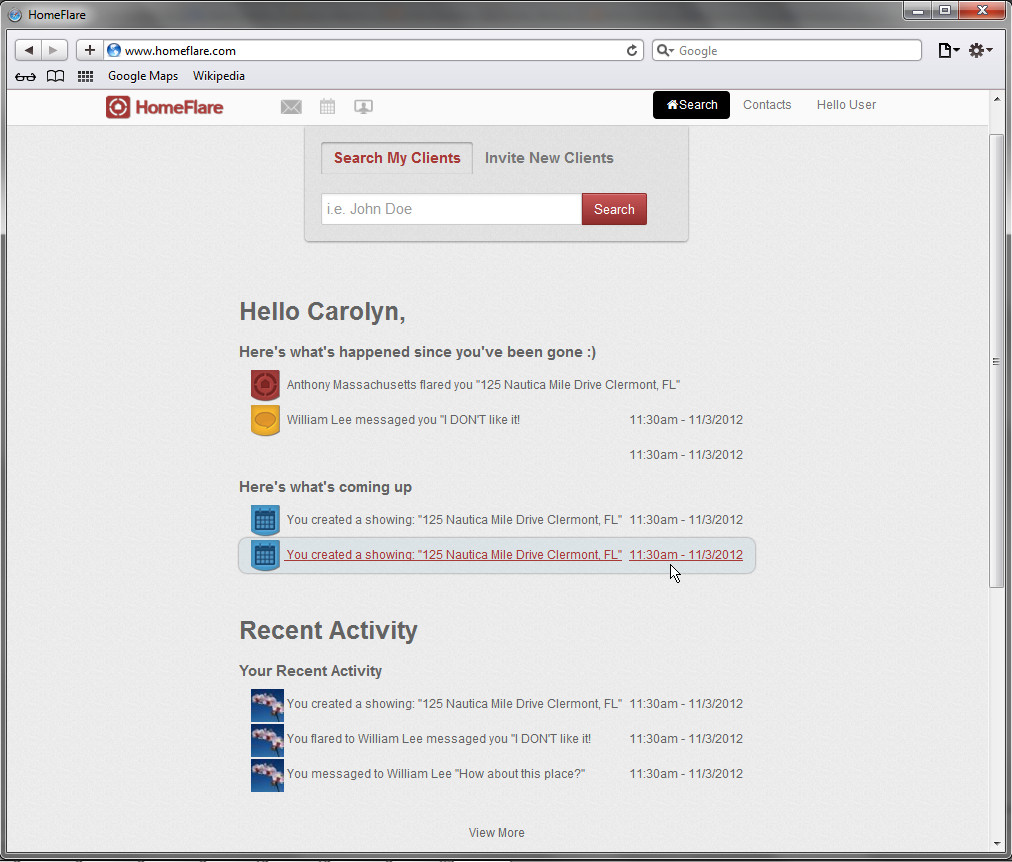 HomeFlare
www.homeflare.com
Google
Google Maps Wikipedia
HomeFlare
Search Contacts Hello User
Search My Clients Invite New Clients
i.e. John Doe Search
Hello Carolyn,
Here's what's happened since you've been gone :)
Anthony Massachusetts flared you "125 Nautica Mile Drive Clermont, FL"
William Lee messaged you "I DON'T like it! 11:30am - 11/3/2012
11:30am - 11/3/2012
Here's what's coming up
You created a showing: "125 Nautica Mile Drive Clermont, FL" 11:30am - 11/3/2012
You created a showing: "125 Nautica Mile Drive Clermont, FL" 11:30am - 11/3/2012
Recent Activity
Your Recent Activity
You created a showing: "125 Nautica Mile Drive Clermont, FL" 11:30am - 11/3/2012
You flared to William Lee messaged you "I DON'T like it! 11:30am - 11/3/2012
You messaged to William Lee "How about this place?" 11:30am - 11/3/2012
View More